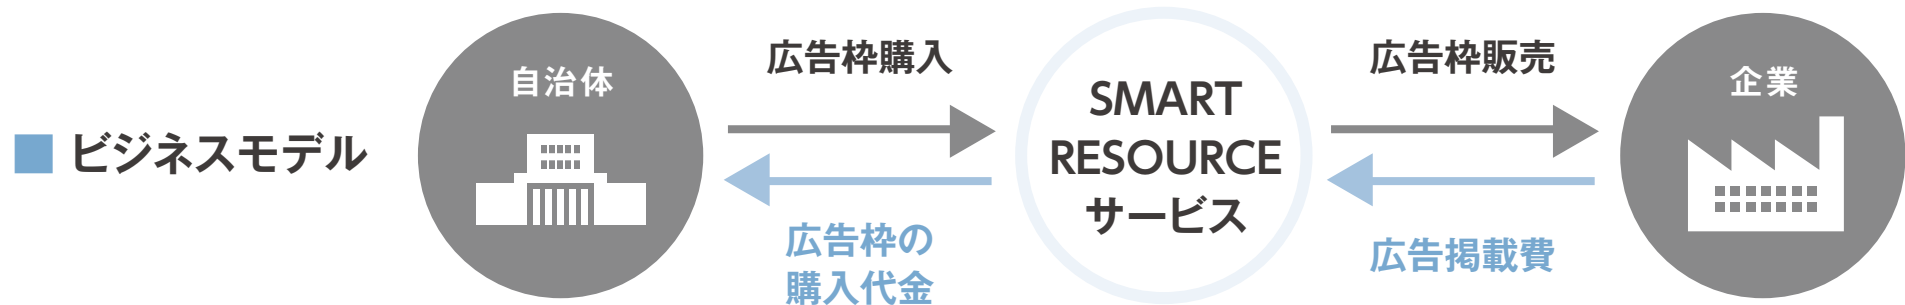 ■ ビジネスモデル
自治体
広告枠購入
広告枠の
購入代金
SMART
RESOURCE
サービス
広告枠販売
広告掲載費
企業